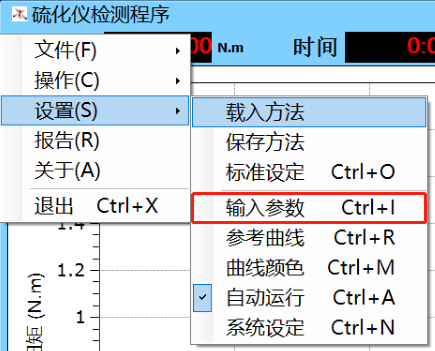 硫化仪检测程序
00 N.m 时间 0:0
文件(F)
操作(C)
设置(S)
报告(R)
关于(A)
退出 Ctrl+X
载入方法
保存方法
标准设定 Ctrl+O
输入参数 Ctrl+I
参考曲线 Ctrl+R
曲线颜色 Ctrl+M
自动运行 Ctrl+A
系统设定 Ctrl+N
1.4
1.2
1
矩 (N.m)